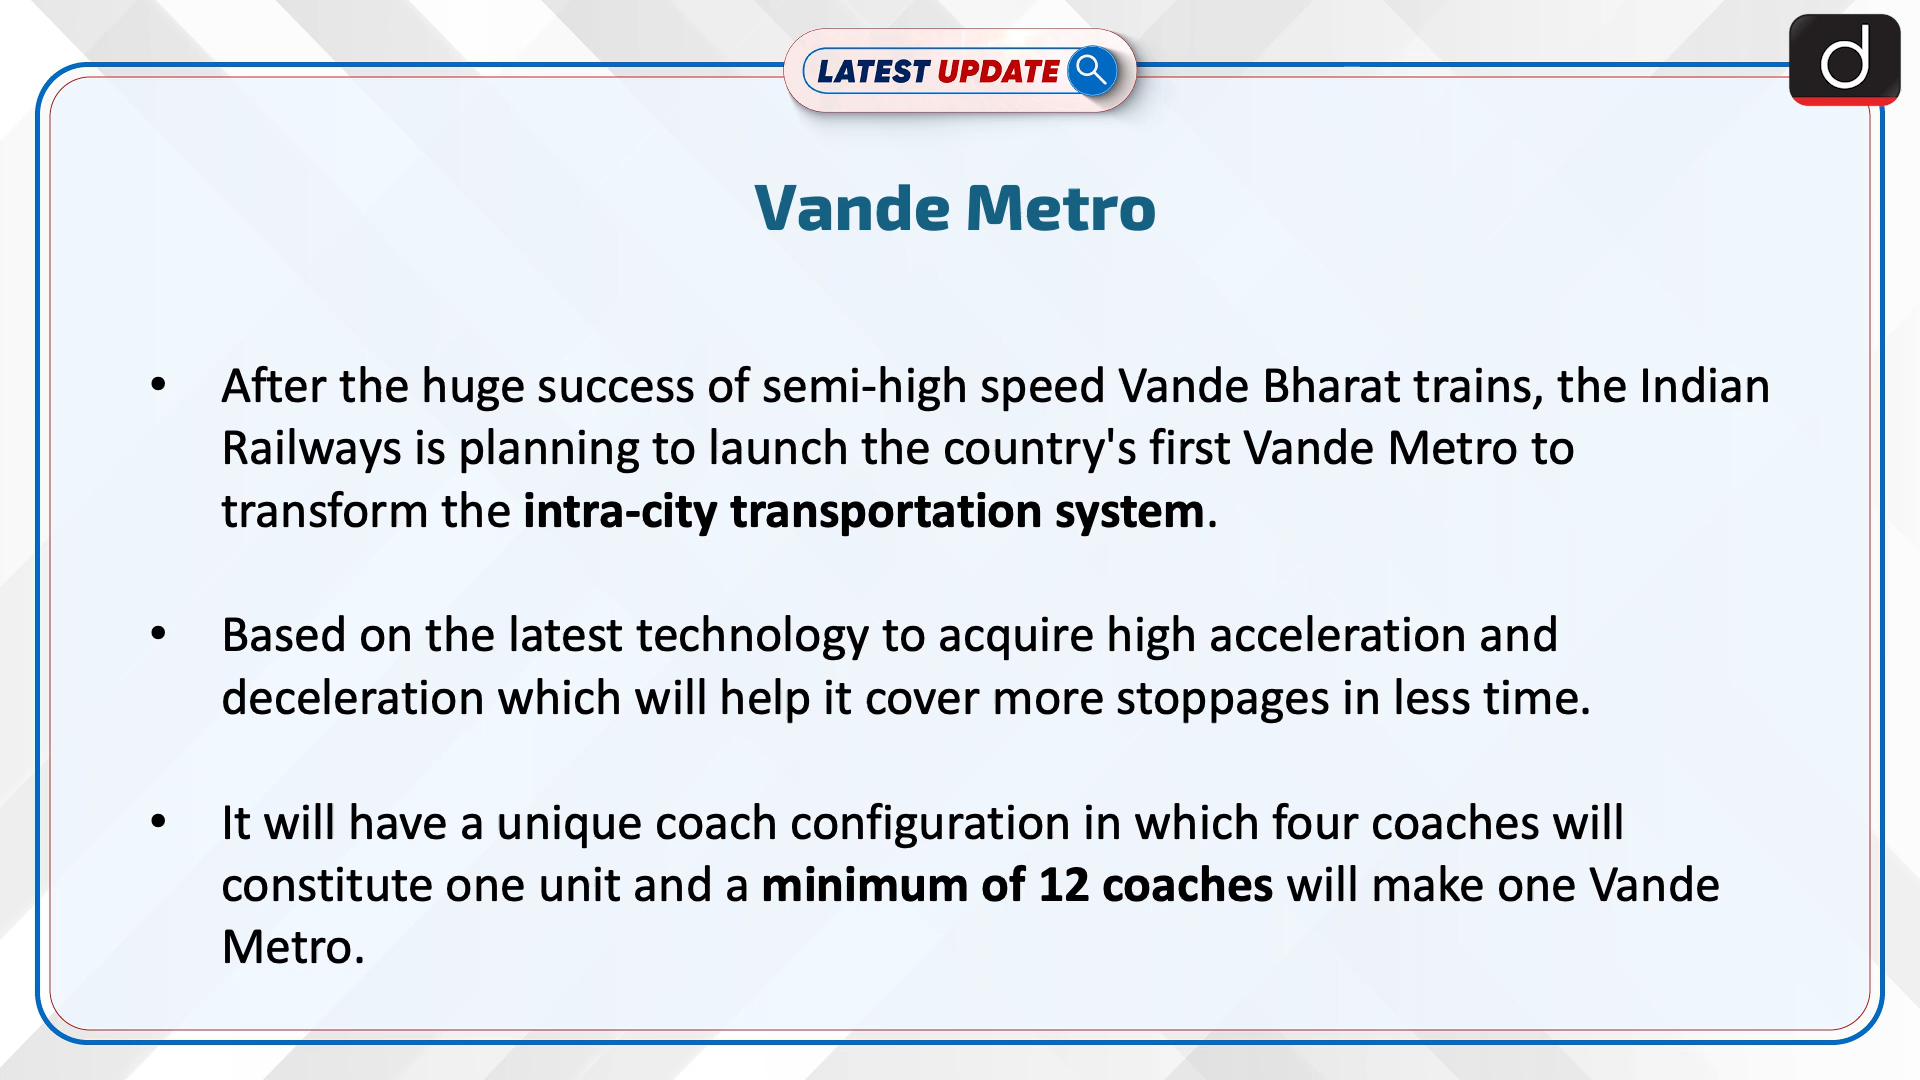 LATEST UPDATE
d
Vande Metro
• After the huge success of semi-high speed Vande Bharat trains, the Indian
Railways is planning to launch the country's first Vande Metro to
transform the intra-city transportation system.
• Based on the latest technology to acquire high acceleration and
deceleration which will help it cover more stoppages in less time.
• It will have a unique coach configuration in which four coaches will
constitute one unit and a minimum of 12 coaches will make one Vande
Metro.